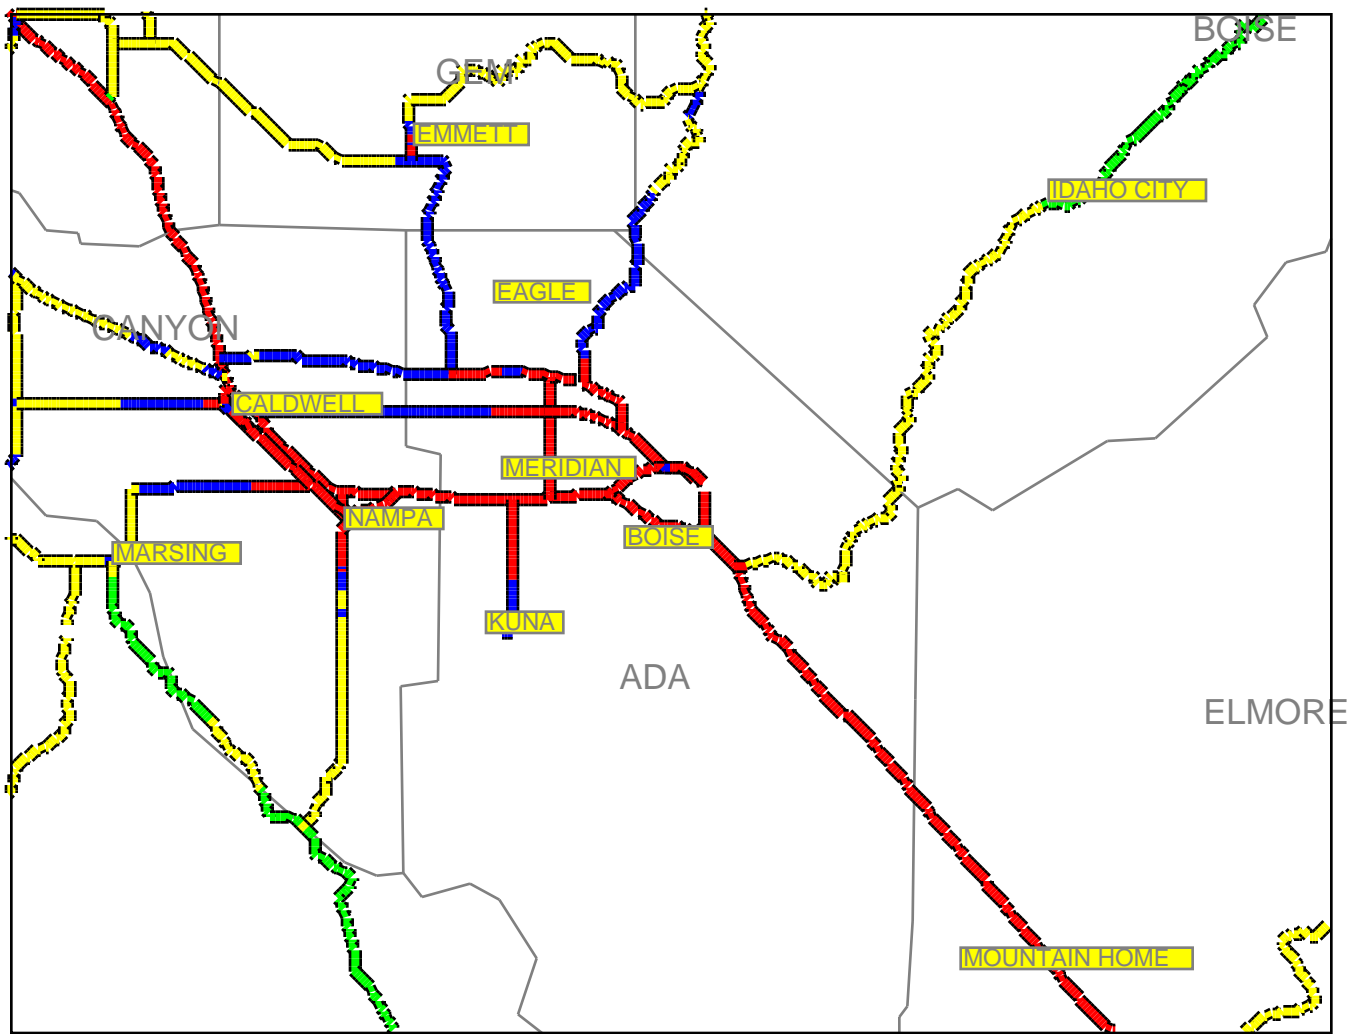 BOISE
GEM
EMMETT
IDAHO CITY
EAGLE
CANYON
CALDWELL
MERIDIAN
NAMPA
BOISE
MARSING
KUNA
ADA
ELMORE
MOUNTAIN HOME